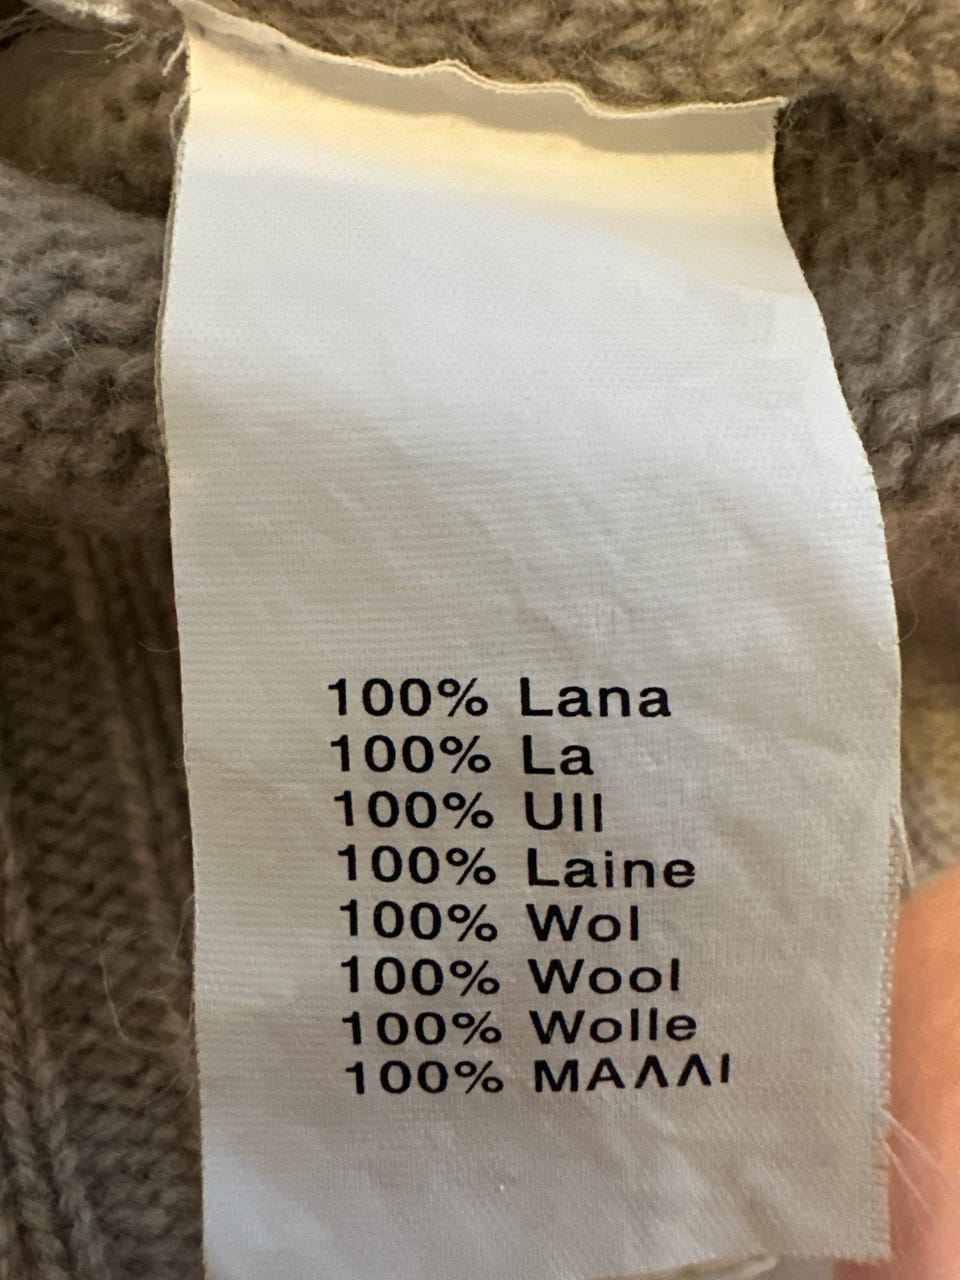 100% Lana
100% La
100% Ull
100% Laine
100% Wol
100% Wool
100% Wolle
100% ΜΑΛΛΙ